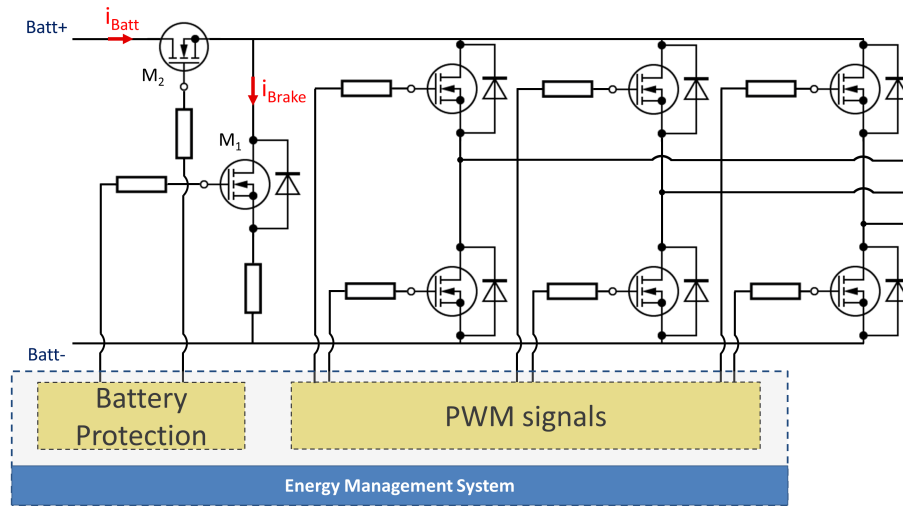 Batt+
iBatt
M2
iBrake
M1
Batt-
Battery
Protection
PWM signals
Energy Management System